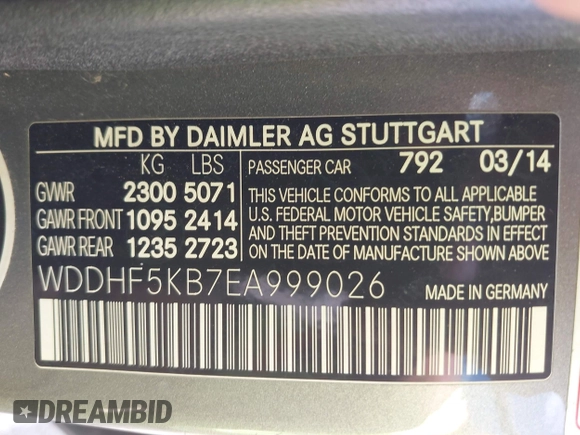 MFD BY DAIMLER AG STUTTGART
KG LBS PASSENGER CAR 792 03/14
GVWR 2300 5071 THIS VEHICLE CONFORMS TO ALL APPLICABLE
GAWR FRONT 1095 2414 U.S. FEDERAL MOTOR VEHICLE SAFETY,BUMPER
AND THEFT PREVENTION STANDARDS IN EFFECT
GAWR REAR 1235 2723 ON THE DATE OF MANUFACTURE SHOWN ABOVE
WDDHF5KB7EA999026 MADE IN GERMANY
DREAMBID